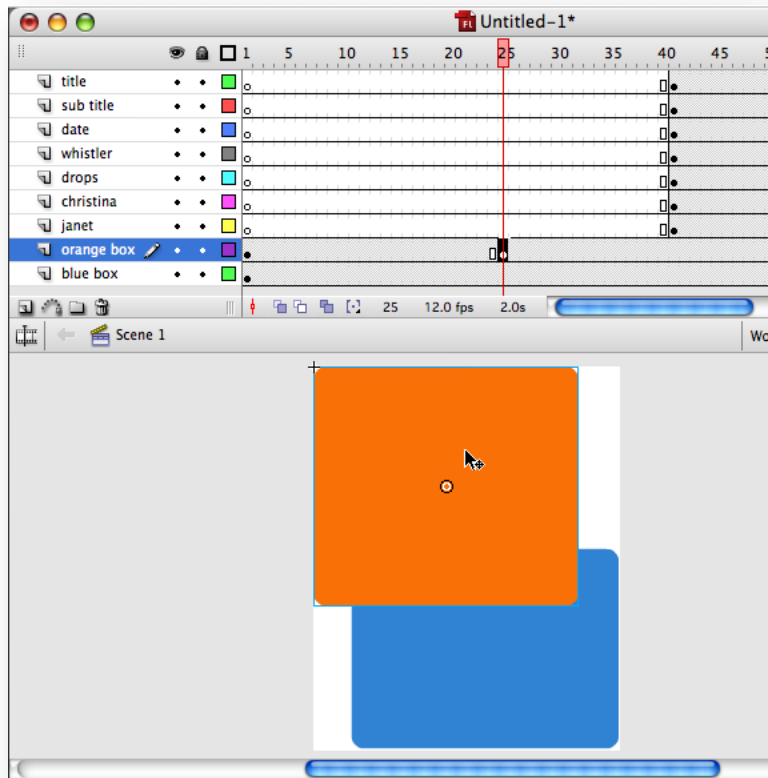 Untitled-1*
1 5 10 15 20 25 30 35 40 45 5
title
sub title
date
whistler
drops
christina
janet
orange box
blue box
25 12.0 fps 2.0s
Scene 1 Wo